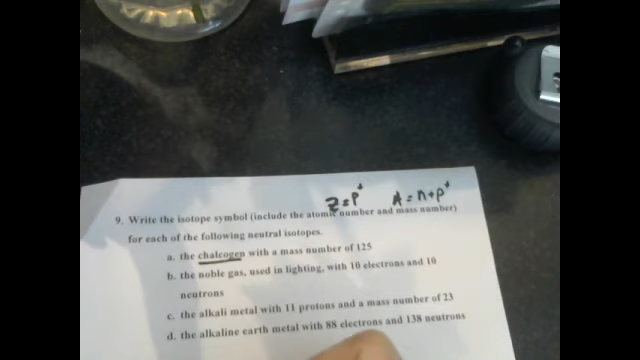 z=p⁺ A=n+p⁺
9. Write the isotope symbol (include the atomic number and mass number)
for each of the following neutral isotopes.
a. the chalcogen with a mass number of 125
b. the noble gas, used in lighting, with 10 electrons and 10
neutrons
c. the alkali metal with 11 protons and a mass number of 23
d. the alkaline earth metal with 88 electrons and 138 neutrons